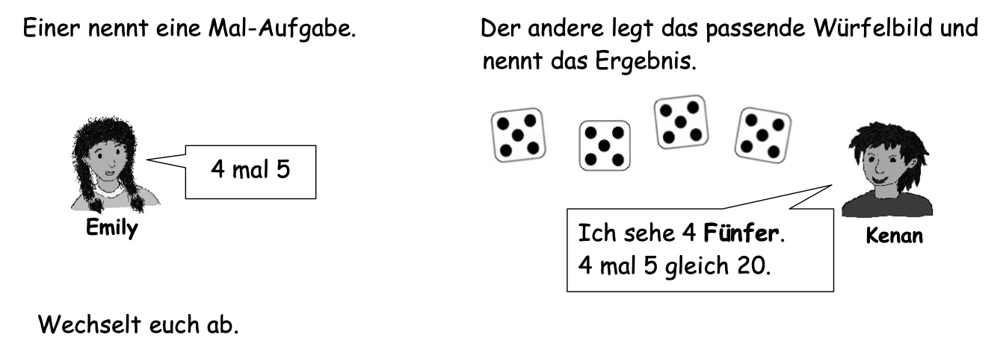 Einer nennt eine Mal-Aufgabe.
Der andere legt das passende Würfelbild und
nennt das Ergebnis.
4 mal 5
Emily
Ich sehe 4 Fünfer.
4 mal 5 gleich 20.
Kenan
Wechselt euch ab.